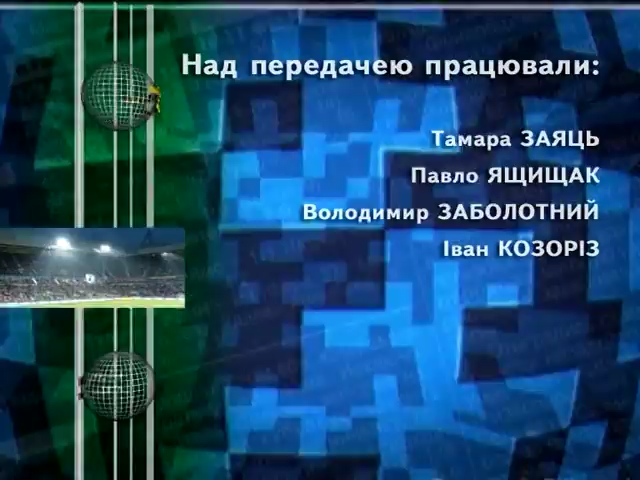 Над передачею працювали:
Тамара ЗАЯЦЬ
Павло ЯЩИЩАК
Володимир ЗАБОЛОТНИЙ
Іван КОЗОРІЗ